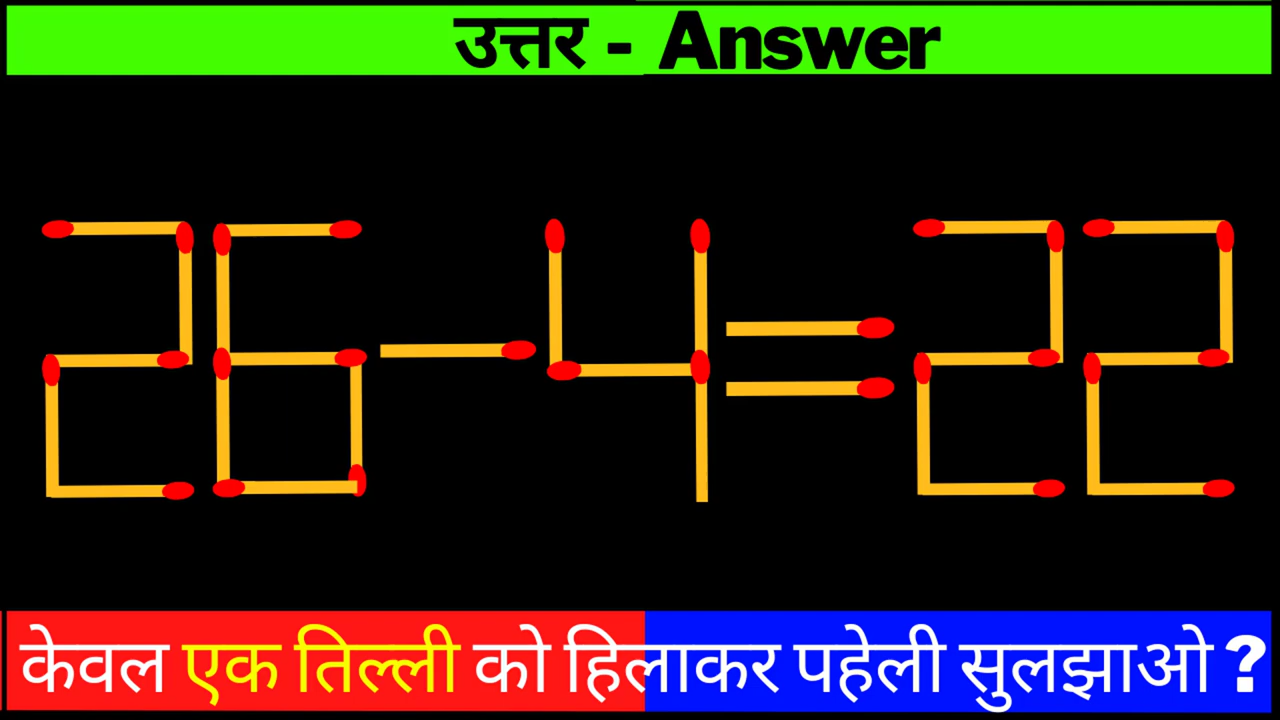 उत्तर - Answer
26-4=22
केवल एक तिल्ली को हिलाकर पहेली सुलझाओ ?